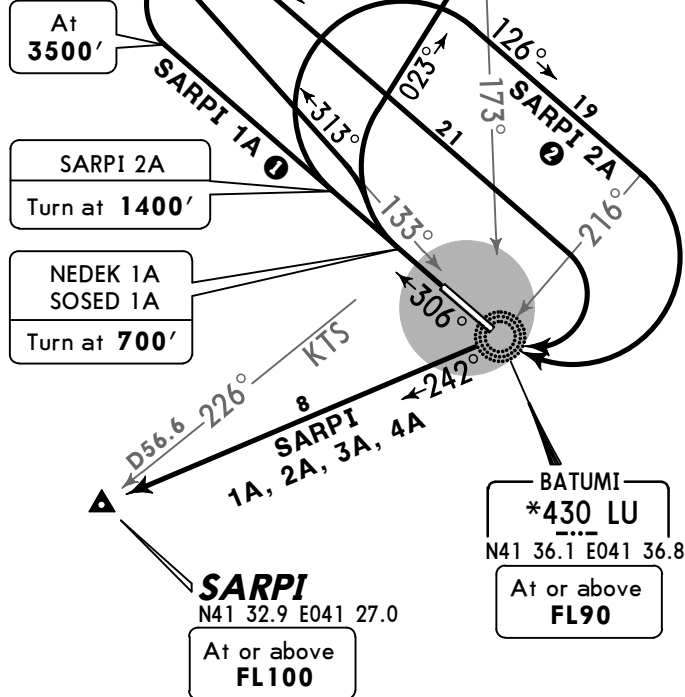 At
3500'
SARPI 1A 1
313°
023°
126°
19
SARPI 2A
2
173°
21
SARPI 2A
Turn at 1400'
133°
216°
NEDEK 1A
SOSED 1A
Turn at 700'
306°
KTS
226°
D56.6
242°
8
SARPI
1A, 2A, 3A, 4A
BATUMI
*430 LU
N41 36.1 E041 36.8
At or above
FL90
SARPI
N41 32.9 E041 27.0
At or above
FL100